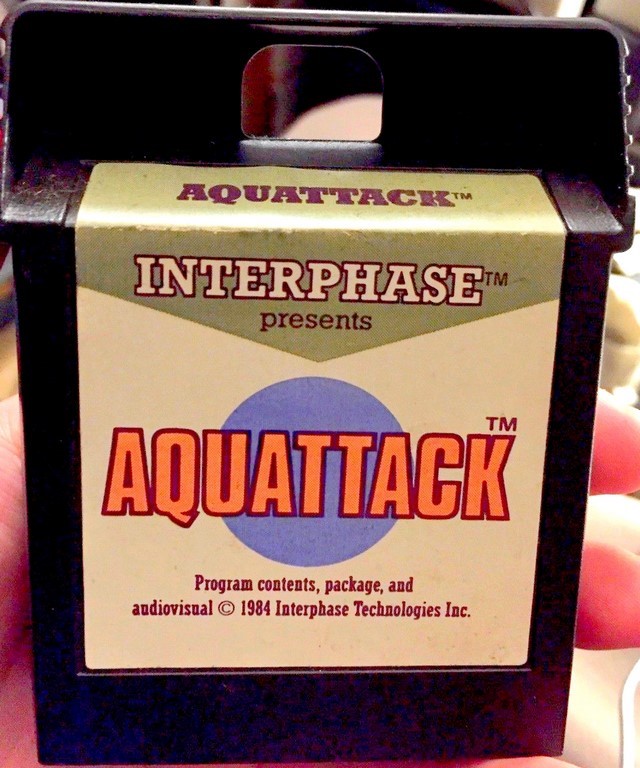 AQUATTACK™
INTERPHASE™
presents
AQUATTACK™
Program contents, package, and
audiovisual © 1984 Interphase Technologies Inc.